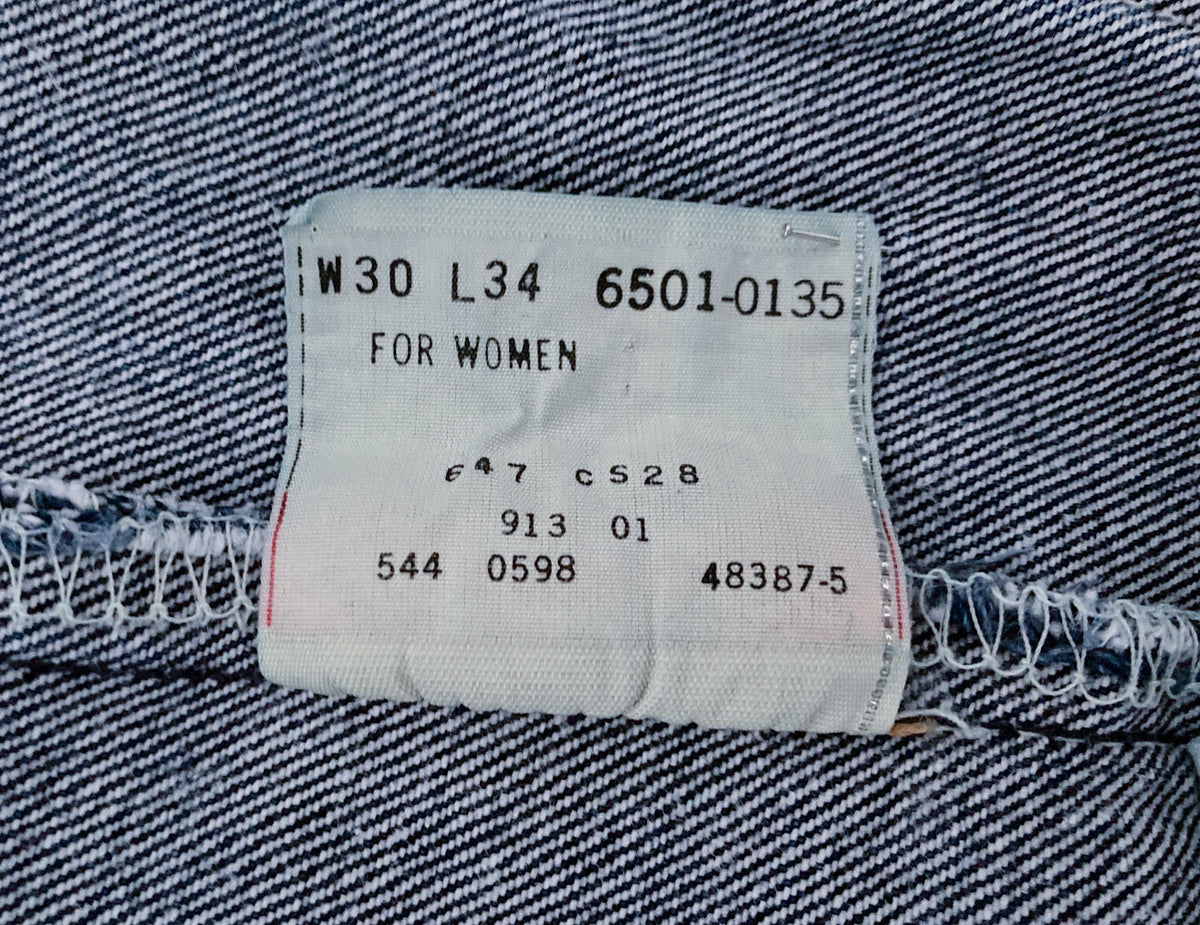 W30 L34 6501-0135
FOR WOMEN
647 cS28
913 01
544 0598 48387-5